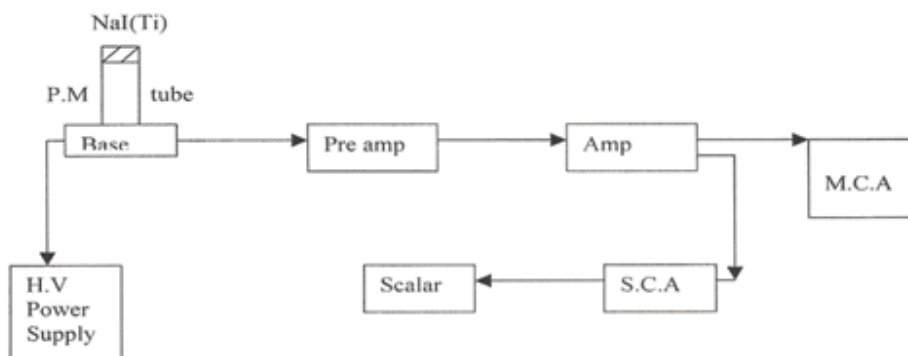 NaI(Ti)
P.M tube
Base
Pre amp
Amp
M.C.A
H.V
Power
Supply
Scalar
S.C.A